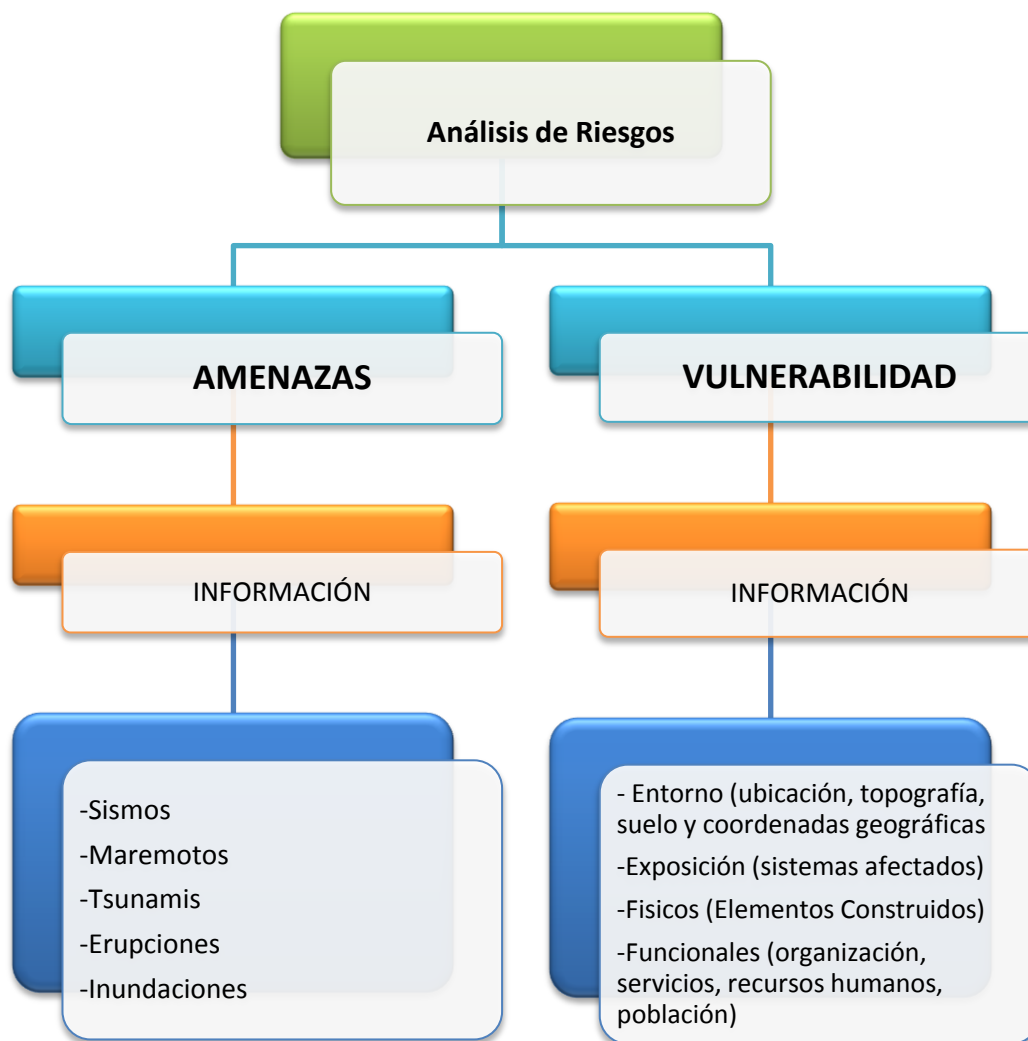 Análisis de Riesgos
AMENAZAS
VULNERABILIDAD
INFORMACIÓN
INFORMACIÓN
-Sismos
-Maremotos
-Tsunamis
-Erupciones
-Inundaciones
- Entorno (ubicación, topografía,
suelo y coordenadas geográficas
-Exposición (sistemas afectados)
-Fisicos (Elementos Construidos)
-Funcionales (organización,
servicios, recursos humanos,
población)